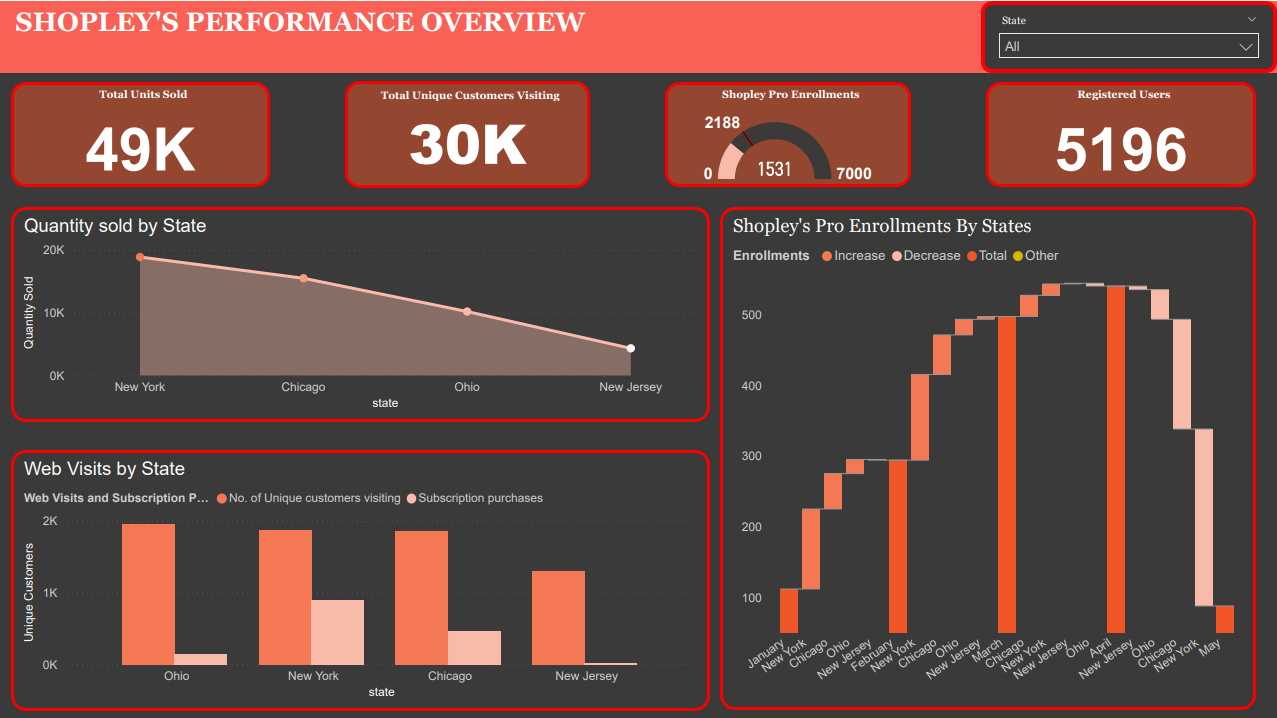 SHOPLEY'S PERFORMANCE OVERVIEW
State
All
Total Units Sold
49K
Total Unique Customers Visiting
30K
Shopley Pro Enrollments
2188
0
1531
7000
Registered Users
5196
Quantity sold by State
20K
10K
0K
Quantity Sold
New York
Chicago
Ohio
New Jersey
state
Web Visits by State
Web Visits and Subscription P... No. of Unique customers visiting Subscription purchases
2K
1K
0K
Unique Customers
Ohio
New York
Chicago
New Jersey
state
Shopley's Pro Enrollments By States
Enrollments Increase Decrease Total Other
500
400
300
200
100
January
New York
Chicago
Ohio
New Jersey
February
New York
Chicago
Ohio
New Jersey
March
Chicago
New York
New Jersey
Ohio
April
New Jersey
Ohio
Chicago
New York
May